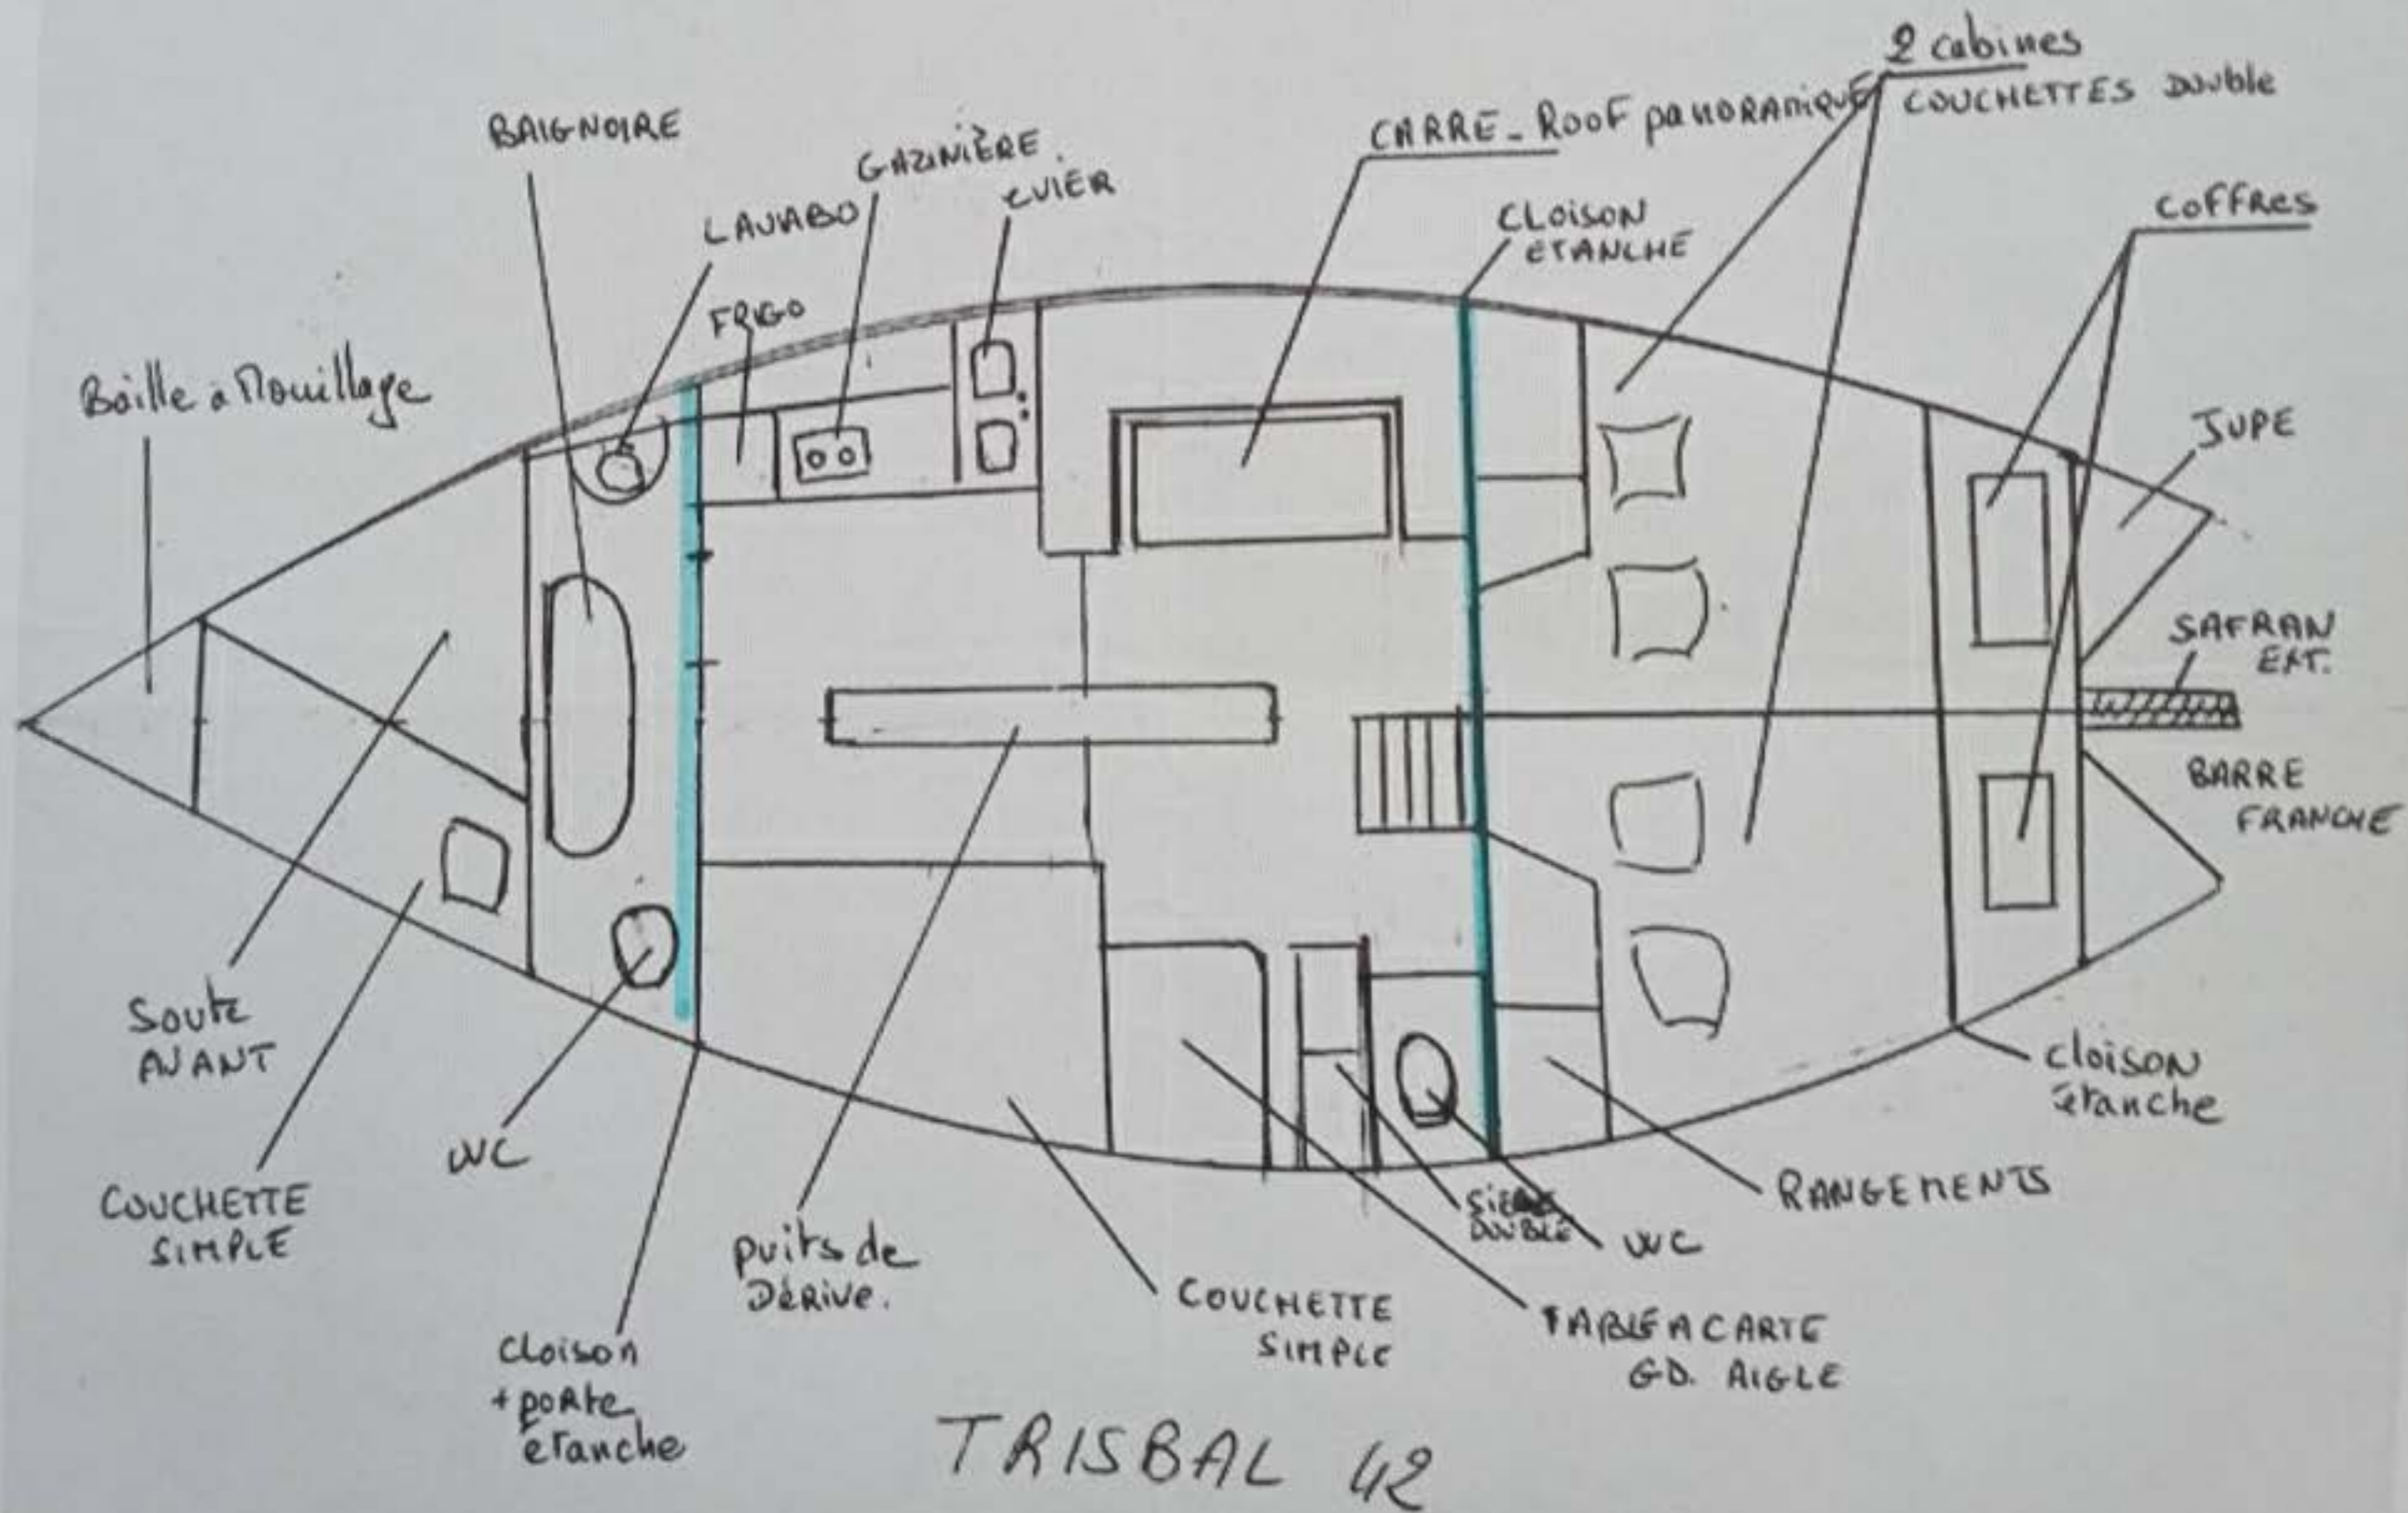 2 cabines
COUCHETTES Double
CARRE - ROOF panORAMIQUE
BAIGNOIRE
GAZINIÈRE
EVIER
LAVABO
FRIGO
CLOISON
ETANCHE
COFFRES
Baille à Mouillage
JUPE
SAFRAN
EXT.
BARRE
FRANCHE
Soute
AVANT
COUCHETTE
SIMPLE
WC
Cloison
+ porte
étanche
puits de
Dérive.
COUCHETTE
SIMPLE
DOUBLE
WC
TABLE A CARTE
GD. AIGLE
RANGEMENTS
Cloison
étanche
TRISBAL 42